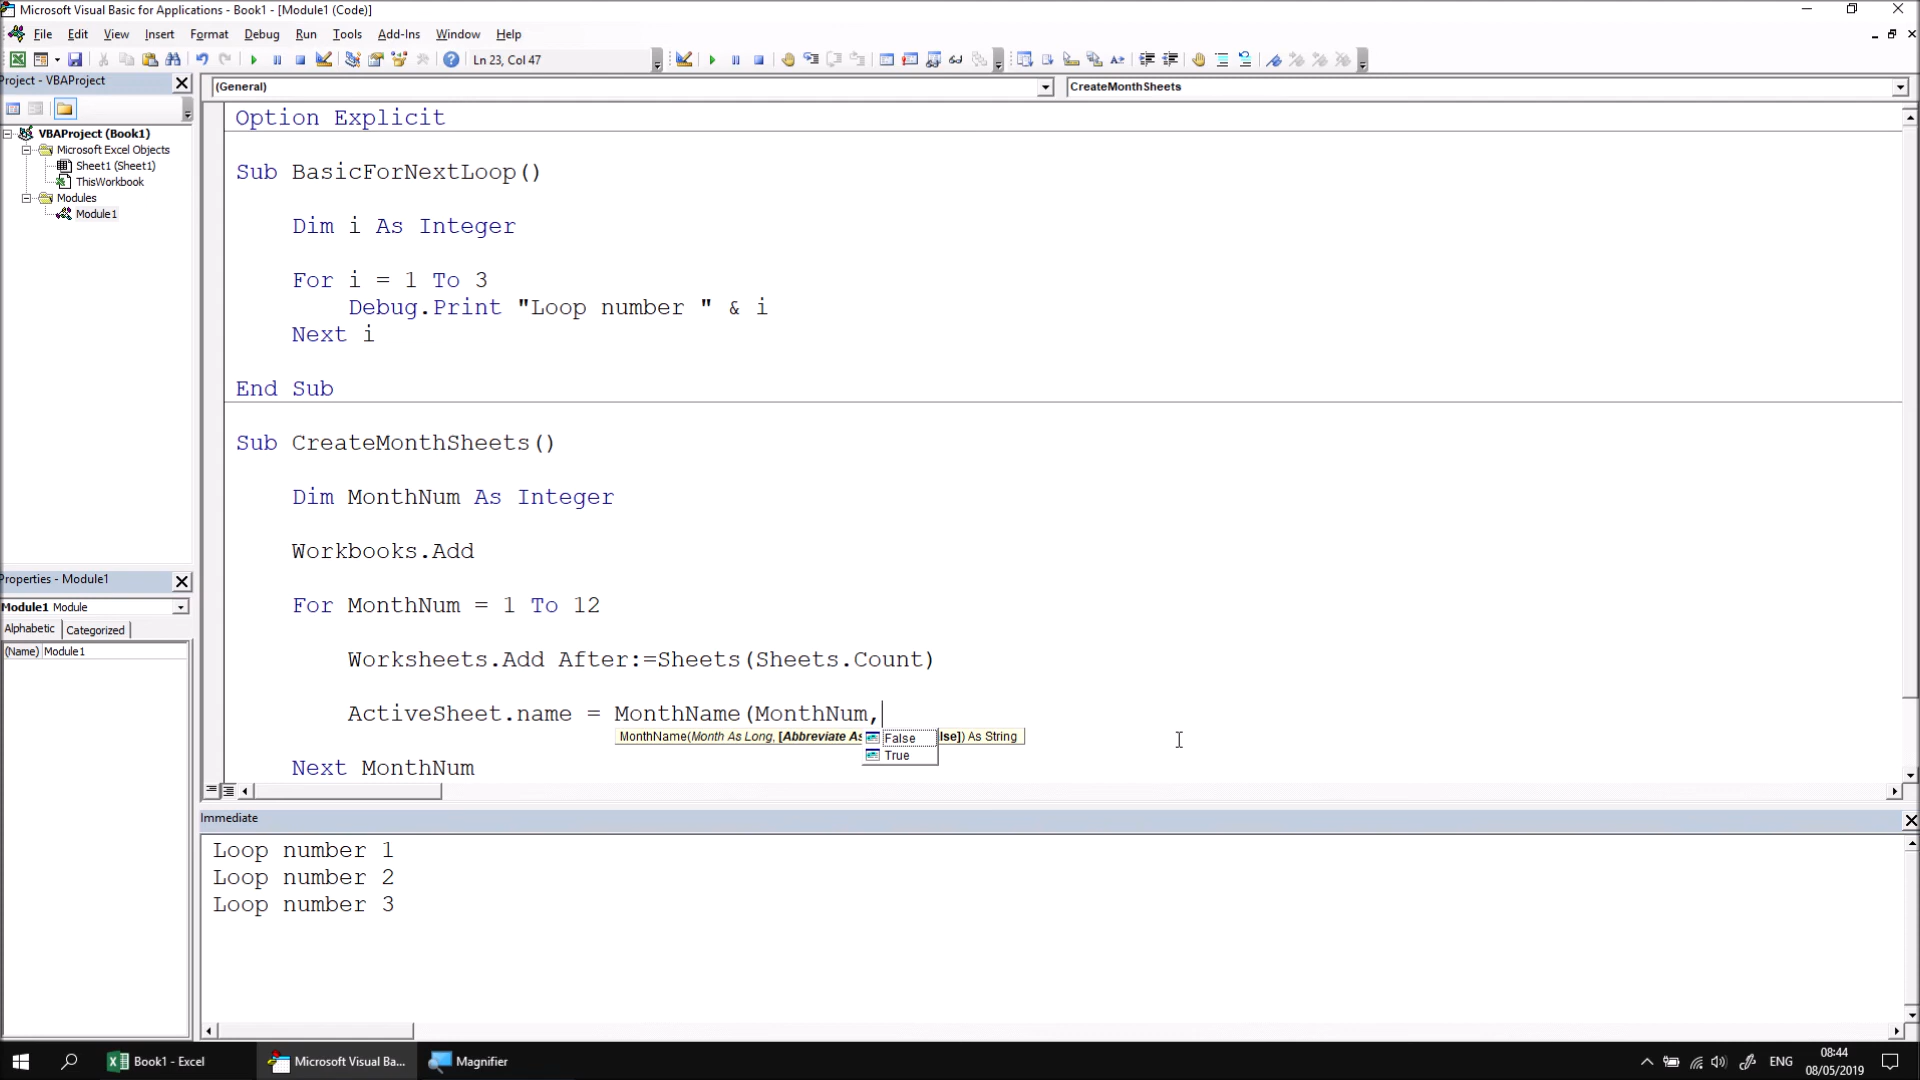 Microsoft Visual Basic for Applications - Book1 - [Module1 (Code)]
File Edit View Insert Format Debug Run Tools Add-Ins Window Help
Ln 23, Col 47
Project - VBAProject
(General)
CreateMonthSheets
VBAProject (Book1)
Microsoft Excel Objects
Sheet1 (Sheet1)
ThisWorkbook
Modules
Module1
Option Explicit
Sub BasicForNextLoop()
Dim i As Integer
For i = 1 To 3
Debug.Print "Loop number " & i
Next i
End Sub
Sub CreateMonthSheets()
Dim MonthNum As Integer
Workbooks.Add
For MonthNum = 1 To 12
Worksheets.Add After:=Sheets(Sheets.Count)
ActiveSheet.name = MonthName(MonthNum,
MonthName(Month As Long, [Abbreviate As lse]) As String
False
True
Next MonthNum
Properties - Module1
Module1 Module
Alphabetic Categorized
(Name) Module1
Immediate
Loop number 1
Loop number 2
Loop number 3
Book1 - Excel
Microsoft Visual Ba...
Magnifier
ENG
08:44
08/05/2019